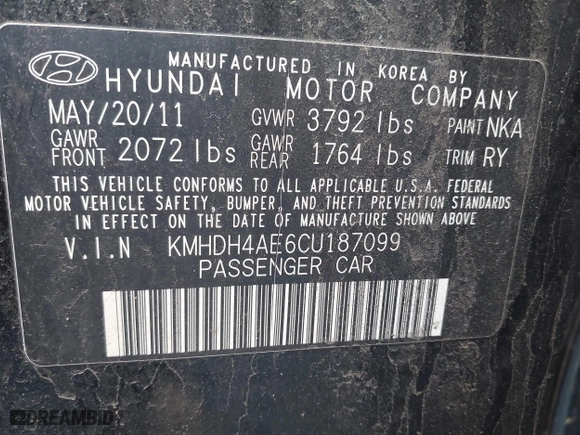 MANUFACTURED IN KOREA BY
HYUNDAI MOTOR COMPANY
MAY/20/11 GVWR 3792 lbs PAINT NKA
GAWR FRONT 2072 lbs GAWR REAR 1764 lbs TRIM RY
THIS VEHICLE CONFORMS TO ALL APPLICABLE U.S.A. FEDERAL
MOTOR VEHICLE SAFETY, BUMPER, AND THEFT PREVENTION STANDARDS
IN EFFECT ON THE DATE OF MANUFACTURE SHOWN ABOVE
V.I.N KMHDH4AE6CU187099
PASSENGER CAR
DREAMBID